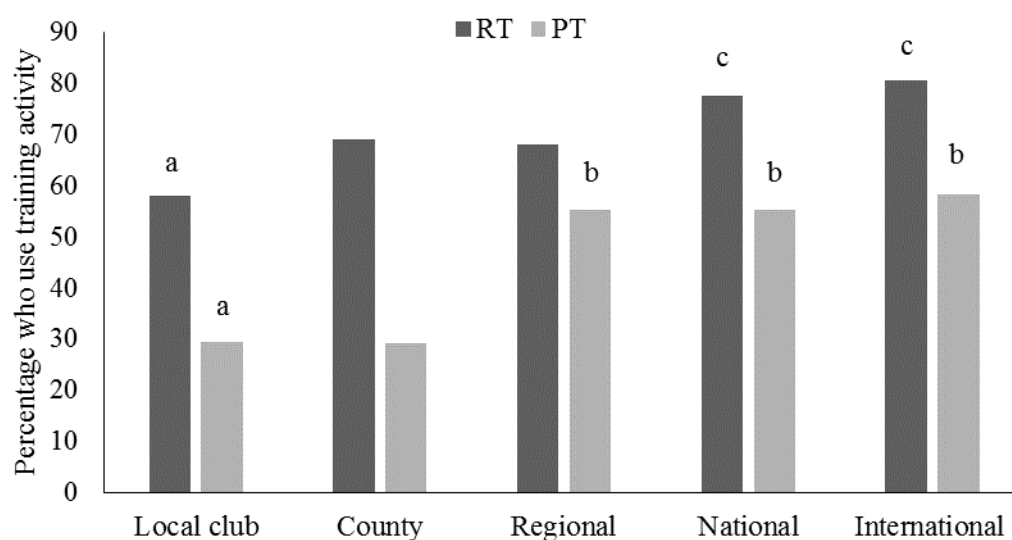 RT PT
Percentage who use training activity
90
80
70
60
50
40
30
20
10
0
a
a
b
c
b
c
b
Local club County Regional National International